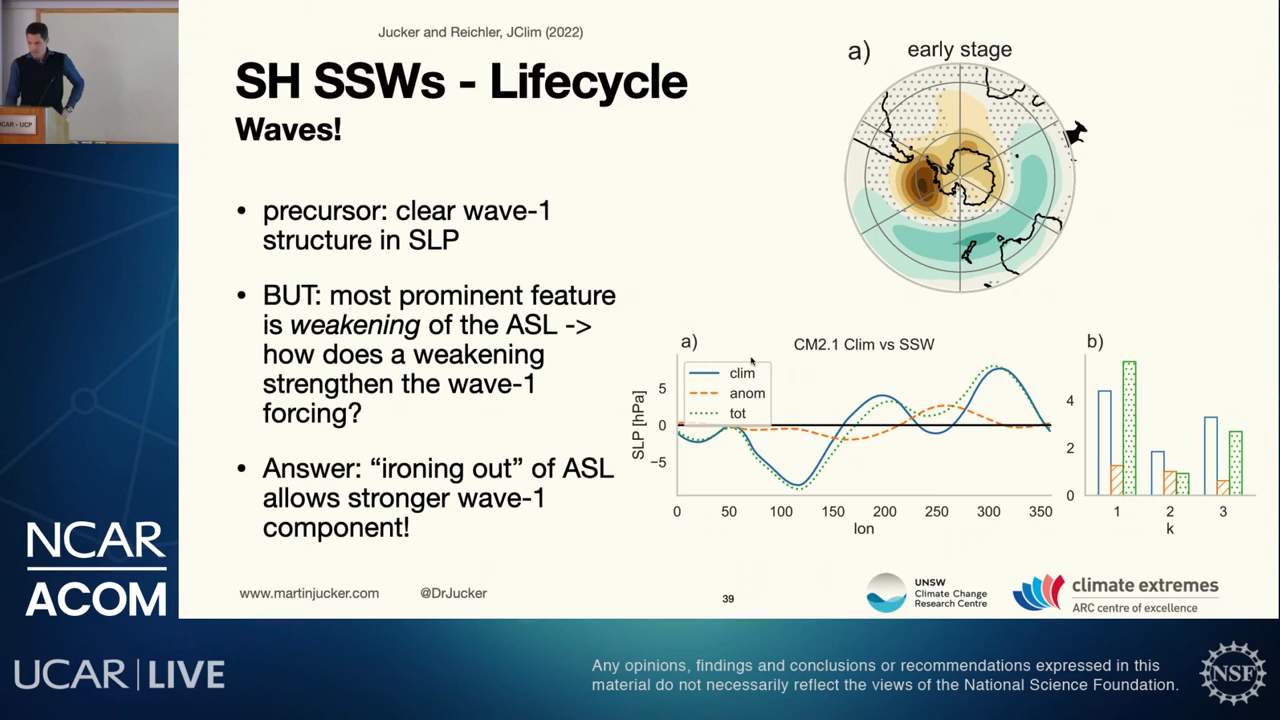 Jucker and Reichler, JClim (2022)
SH SSWs - Lifecycle
Waves!
• precursor: clear wave-1
structure in SLP
• BUT: most prominent feature
is weakening of the ASL ->
how does a weakening
strengthen the wave-1
forcing?
• Answer: “ironing out” of ASL
allows stronger wave-1
component!
a) early stage
a) CM2.1 Clim vs SSW
clim
anom
tot
SLP [hPa]
5
0
−5
0 50 100 150 200 250 300 350
lon
b)
4
2
0
1 2 3
k
www.martinjucker.com @DrJucker
39
UNSW
Climate Change
Research Centre
climate extremes
ARC centre of excellence
UCAR - UCP
NCAR
ACOM
UCAR | LIVE
Any opinions, findings and conclusions or recommendations expressed in this
material do not necessarily reflect the views of the National Science Foundation.
NSF